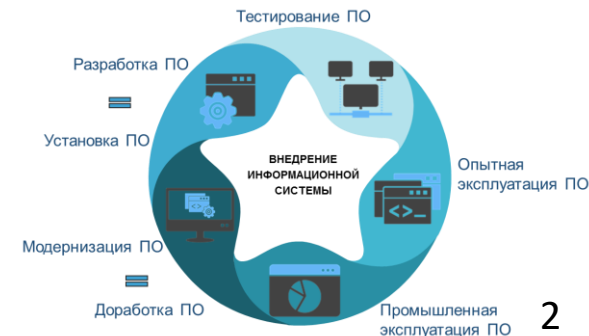 Тестирование ПО
Разработка ПО
=
Установка ПО
ВНЕДРЕНИЕ
ИНФОРМАЦИОННОЙ
СИСТЕМЫ
Опытная
эксплуатация ПО
<>_
Модернизация ПО
=
Доработка ПО
Промышленная
эксплуатация ПО
2